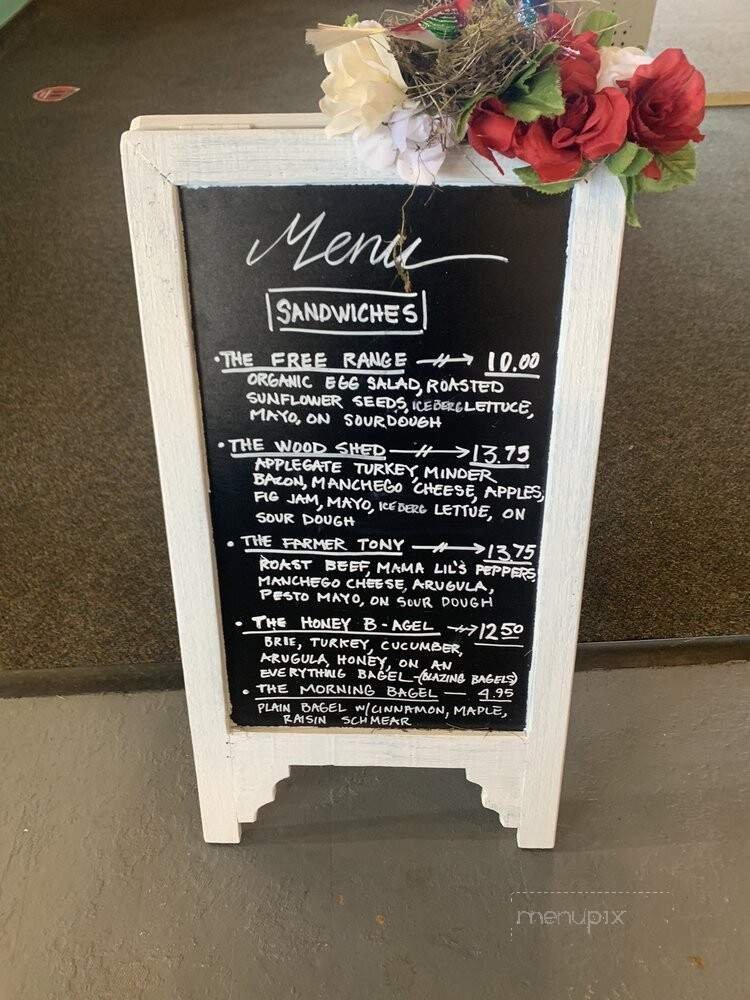 Menu
SANDWICHES
• THE FREE RANGE 10.00
ORGANIC EGG SALAD, ROASTED
SUNFLOWER SEEDS, ICEBERG LETTUCE,
MAYO, ON SOURDOUGH
• THE WOOD SHED 13.75
APPLEGATE TURKEY, MINDER
BACON, MANCHEGO CHEESE, APPLES,
FIG JAM, MAYO, ICEBERG LETTUE, ON
SOUR DOUGH
• THE FARMER TONY 13.75
ROAST BEEF, MAMA LIL'S PEPPERS,
MANCHEGO CHEESE, ARUGULA,
PESTO MAYO, ON SOUR DOUGH
• THE HONEY B-AGEL 12.50
BRIE, TURKEY, CUCUMBER,
ARUGULA, HONEY, ON AN
EVERYTHING BAGEL - (BLAZING BAGELS)
• THE MORNING BAGEL — 4.95
PLAIN BAGEL W/CINNAMON, MAPLE,
RAISIN SCHMEAR
menupix